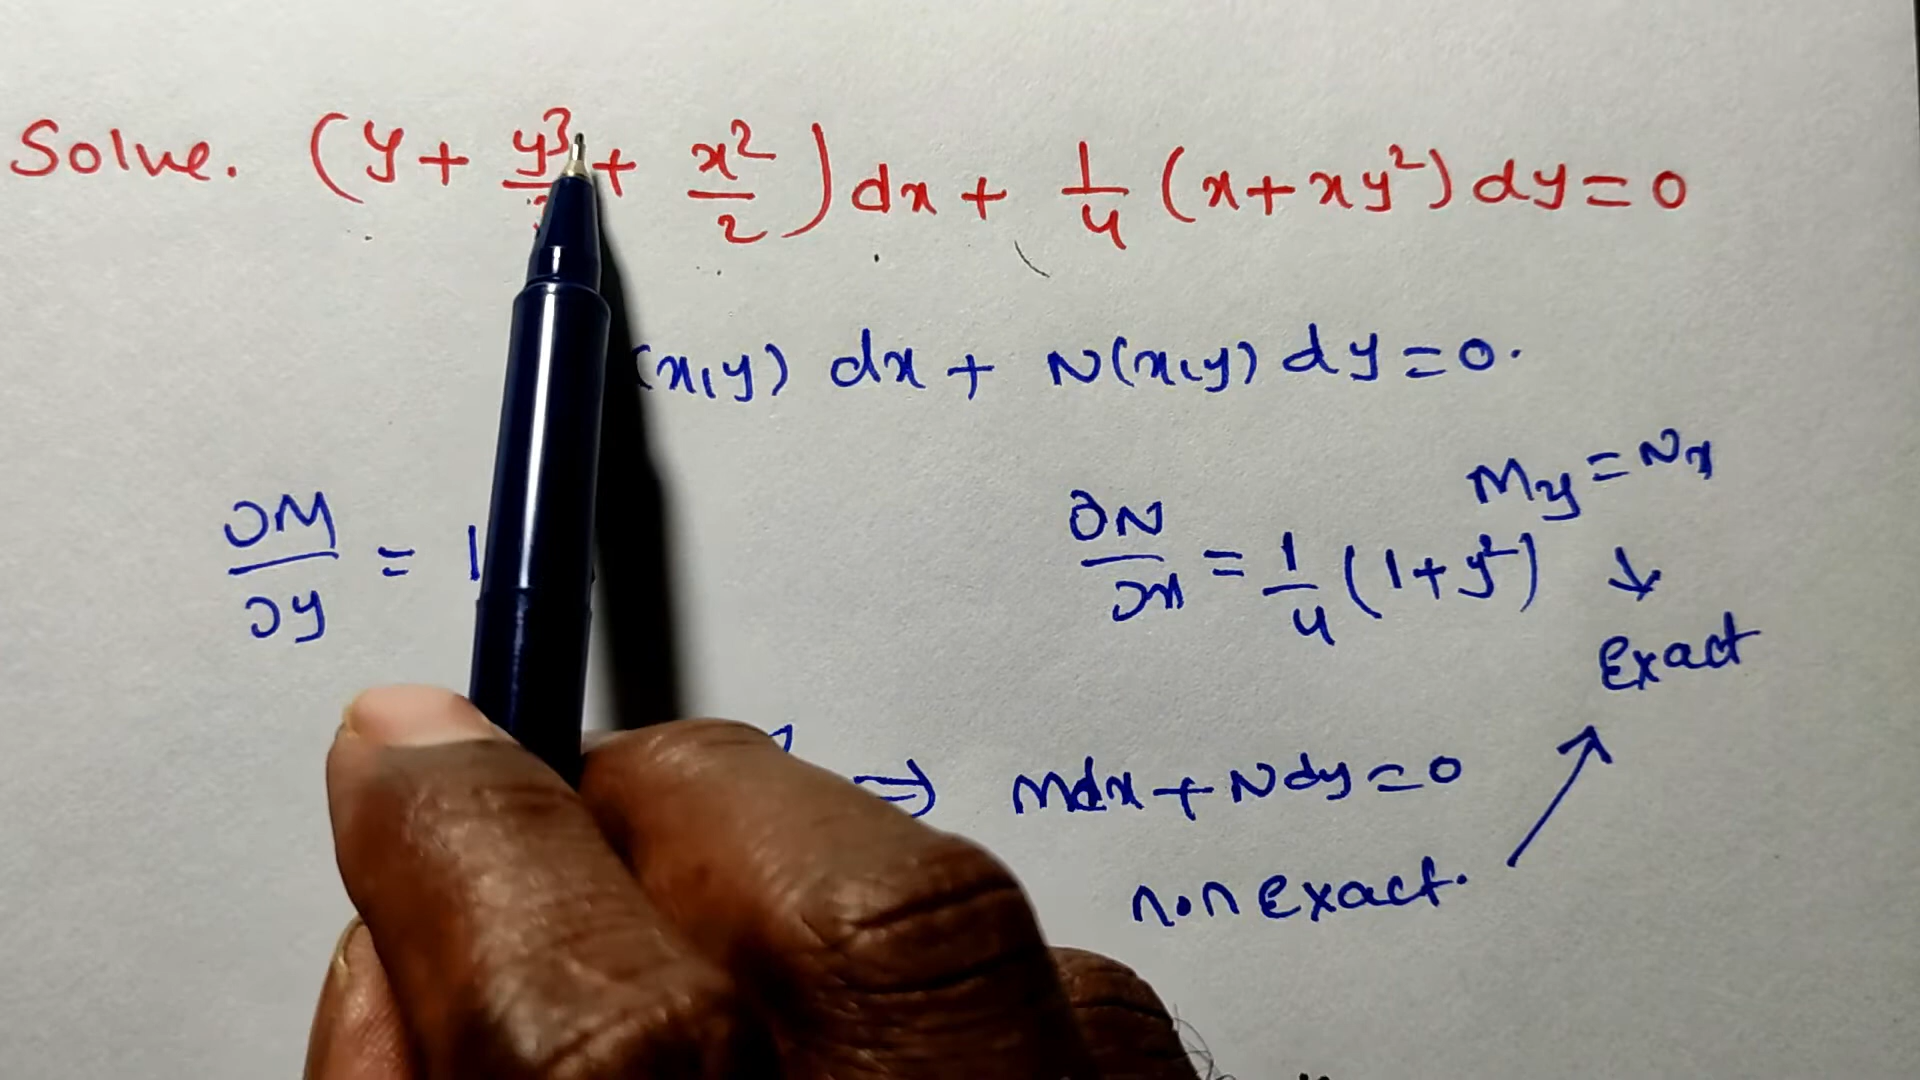 Solve. (y + y³ + x²/2) dx + 1/4 (x+xy²) dy = 0
(x,y) dx + N(x,y) dy = 0.
My = Nx
∂M/∂y = 1
∂N/∂x = 1/4 (1+y²) ↓
Exact
⇒ Mdx + Ndy = 0
non Exact.